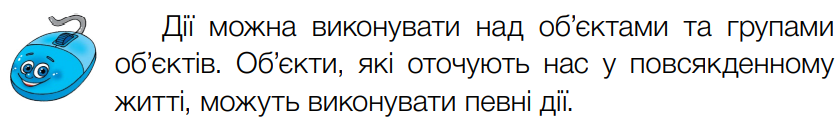 Дії можна виконувати над об’єктами та групами
об’єктів. Об’єкти, які оточують нас у повсякденному
житті, можуть виконувати певні дії.